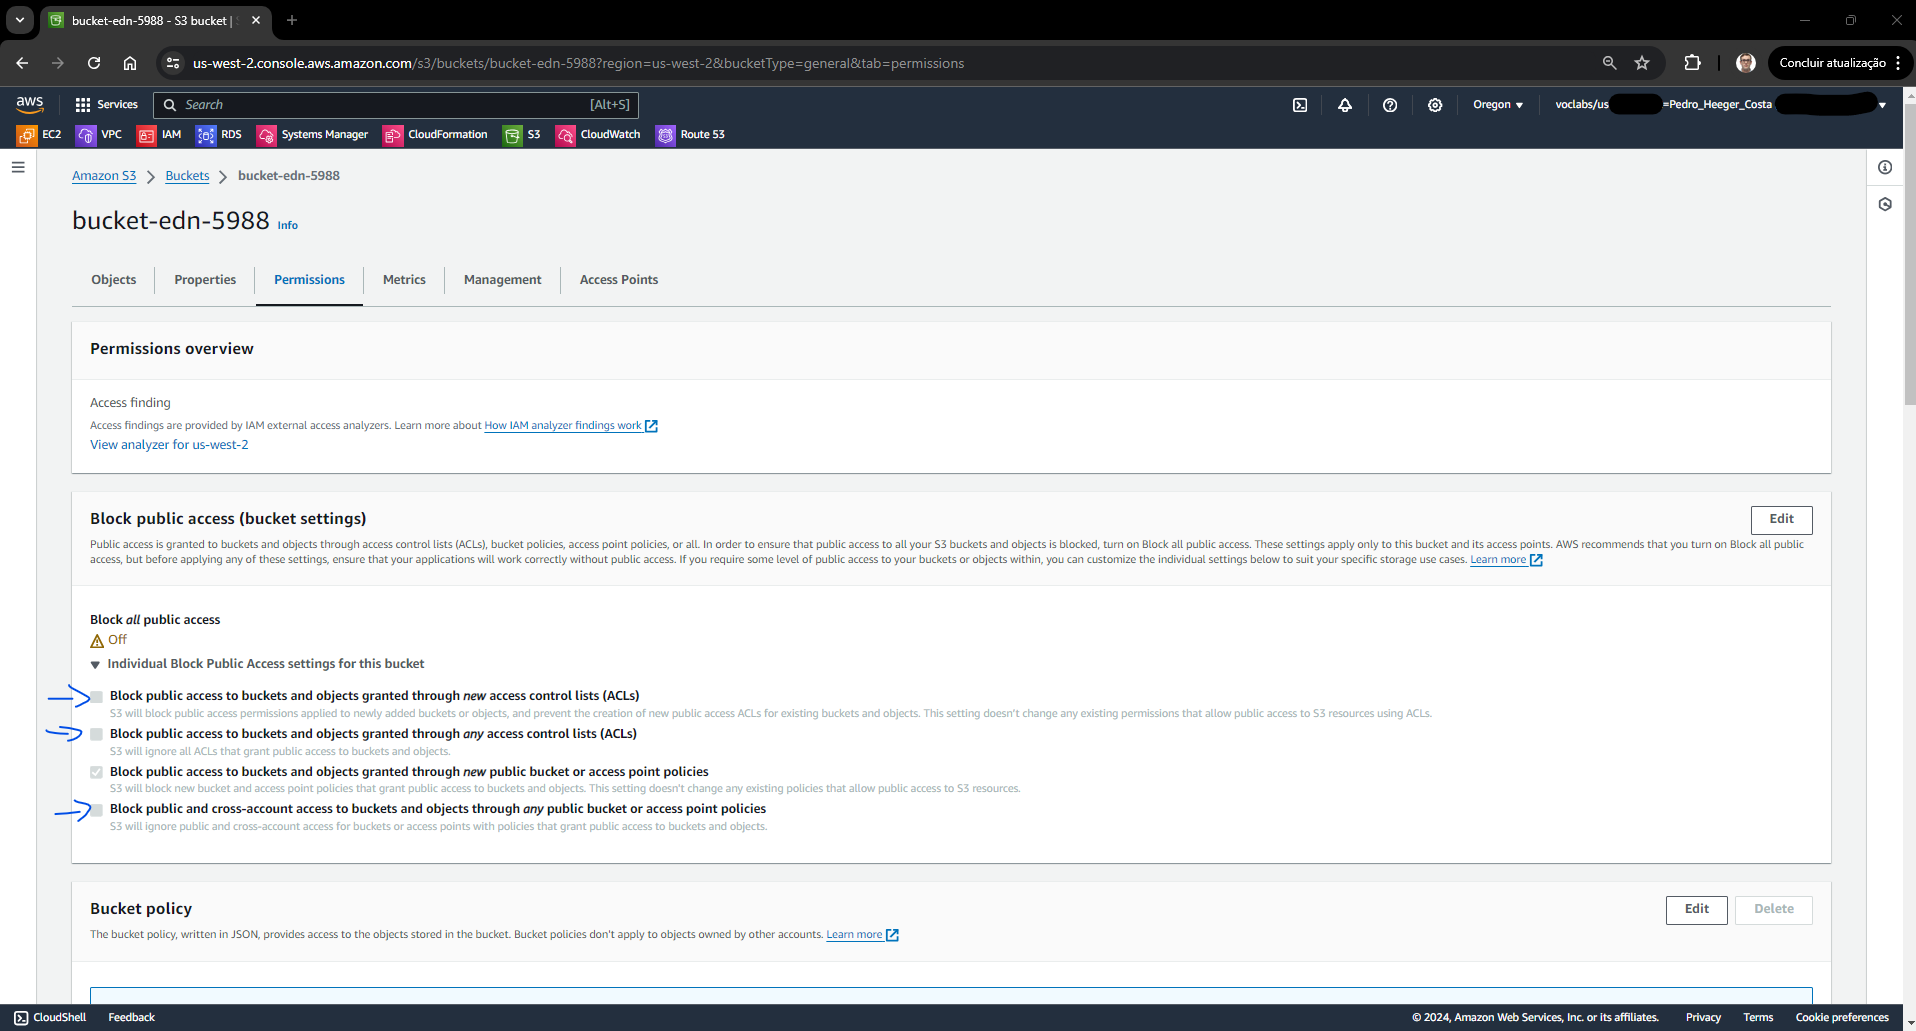 bucket-edn-5988 - S3 bucket | S
us-west-2.console.aws.amazon.com/s3/buckets/bucket-edn-5988?region=us-west-2&bucketType=general&tab=permissions
Concluir atualização
aws
Services
Search
[Alt+S]
Oregon
voclabs/us
=Pedro_Heeger_Costa
EC2
VPC
IAM
RDS
Systems Manager
CloudFormation
S3
CloudWatch
Route 53
Amazon S3
Buckets
bucket-edn-5988
bucket-edn-5988 Info
Objects
Properties
Permissions
Metrics
Management
Access Points
Permissions overview
Access finding
Access findings are provided by IAM external access analyzers. Learn more about How IAM analyzer findings work
View analyzer for us-west-2
Block public access (bucket settings)
Edit
Public access is granted to buckets and objects through access control lists (ACLs), bucket policies, access point policies, or all. In order to ensure that public access to all your S3 buckets and objects is blocked, turn on Block all public access. These settings apply only to this bucket and its access points. AWS recommends that you turn on Block all public
access, but before applying any of these settings, ensure that your applications will work correctly without public access. If you require some level of public access to your buckets or objects within, you can customize the individual settings below to suit your specific storage use cases. Learn more
Block all public access
Off
Individual Block Public Access settings for this bucket
Block public access to buckets and objects granted through new access control lists (ACLs)
S3 will block public access permissions applied to newly added buckets or objects, and prevent the creation of new public access ACLs for existing buckets and objects. This setting doesn't change any existing permissions that allow public access to S3 resources using ACLs.
Block public access to buckets and objects granted through any access control lists (ACLs)
S3 will ignore all ACLs that grant public access to buckets and objects.
Block public access to buckets and objects granted through new public bucket or access point policies
S3 will block new bucket and access point policies that grant public access to buckets and objects. This setting doesn't change any existing policies that allow public access to S3 resources.
Block public and cross-account access to buckets and objects through any public bucket or access point policies
S3 will ignore public and cross-account access for buckets or access points with policies that grant public access to buckets and objects.
Bucket policy
Edit
Delete
The bucket policy, written in JSON, provides access to the objects stored in the bucket. Bucket policies don't apply to objects owned by other accounts. Learn more
CloudShell
Feedback
© 2024, Amazon Web Services, Inc. or its affiliates.
Privacy
Terms
Cookie preferences